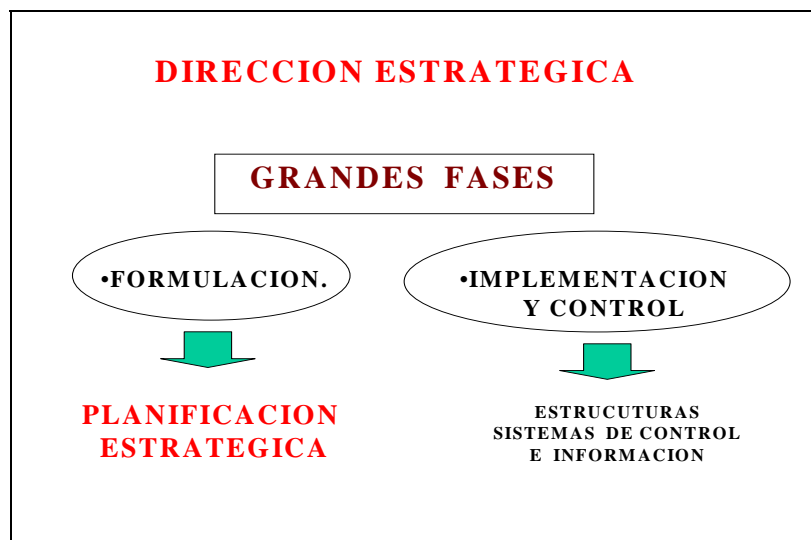 DIRECCION ESTRATEGICA
GRANDES FASES
•FORMULACION.
•IMPLEMENTACION
Y CONTROL
PLANIFICACION
ESTRATEGICA
ESTRUCUTURAS
SISTEMAS DE CONTROL
E INFORMACION